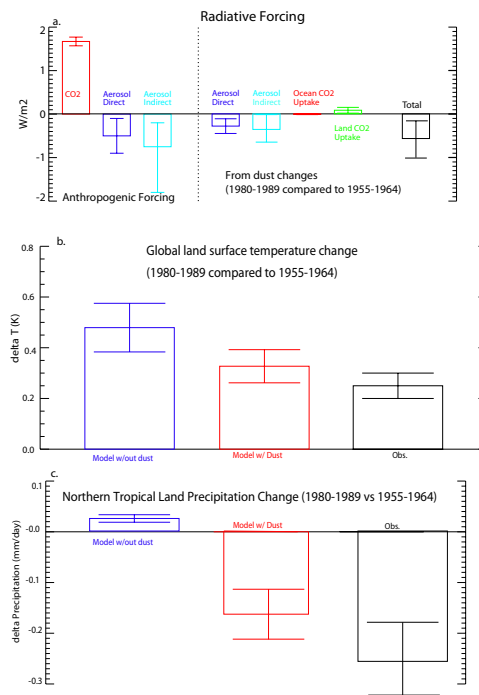 Radiative Forcing
a.
2
1
0
-1
-2
W/m2
CO2
Aerosol
Direct
Aerosol
Indirect
Aerosol
Direct
Aerosol
Indirect
Ocean CO2
Uptake
Land CO2
Uptake
Total
Anthropogenic Forcing
From dust changes
(1980-1989 compared to 1955-1964)
b.
Global land surface temperature change
(1980-1989 compared to 1955-1964)
0.8
0.6
0.4
0.2
0.0
delta T (K)
Model w/out dust
Model w/ Dust
Obs.
c.
Northern Tropical Land Precipitation Change (1980-1989 vs 1955-1964)
0.1
-0.0
-0.1
-0.2
-0.3
delta Precipitation (mm/day)
Model w/out dust
Model w/ Dust
Obs.